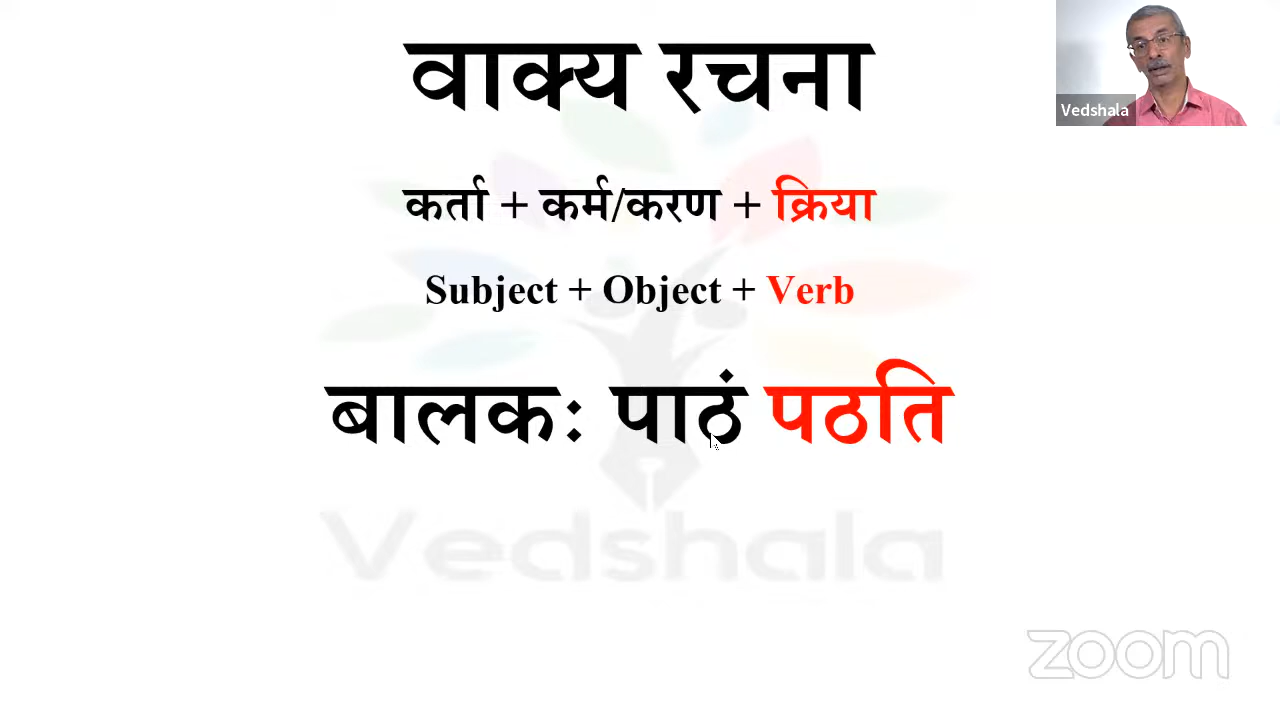 वाक्य रचना
Vedshala
कर्ता + कर्म/करण + क्रिया
Subject + Object + Verb
बालकः पाठं पठति
Vedshala
zoom